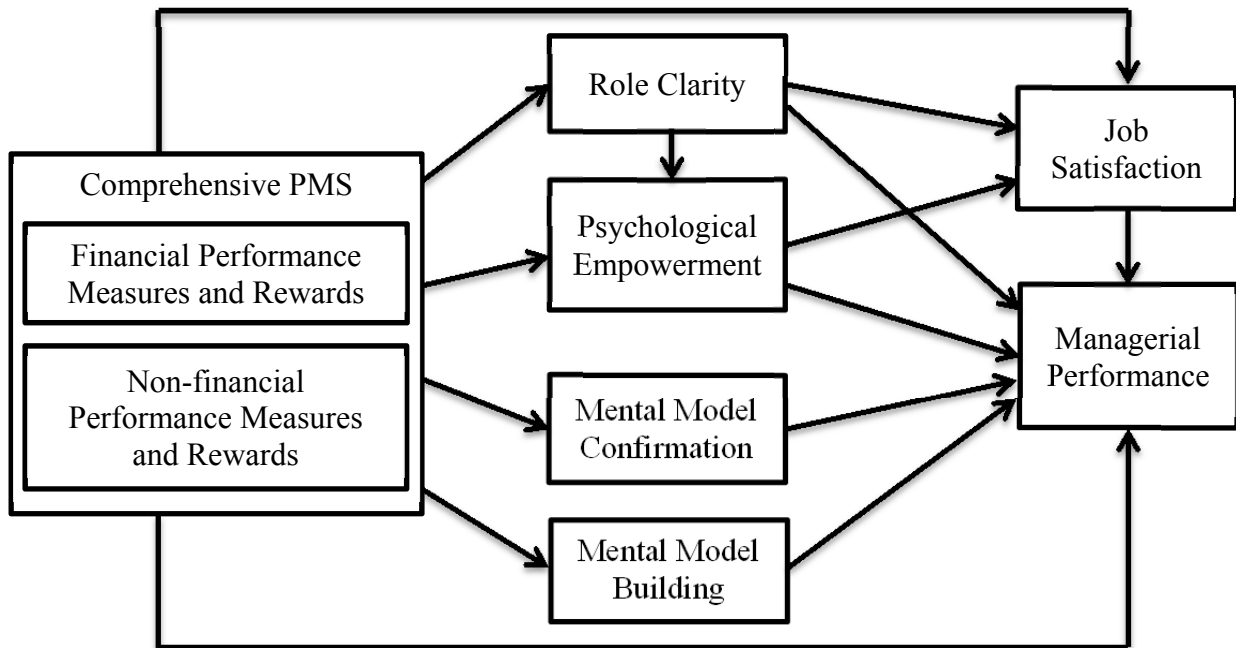 Comprehensive PMS
Financial Performance
Measures and Rewards
Non-financial
Performance Measures
and Rewards
Role Clarity
Psychological
Empowerment
Mental Model
Confirmation
Mental Model
Building
Job
Satisfaction
Managerial
Performance